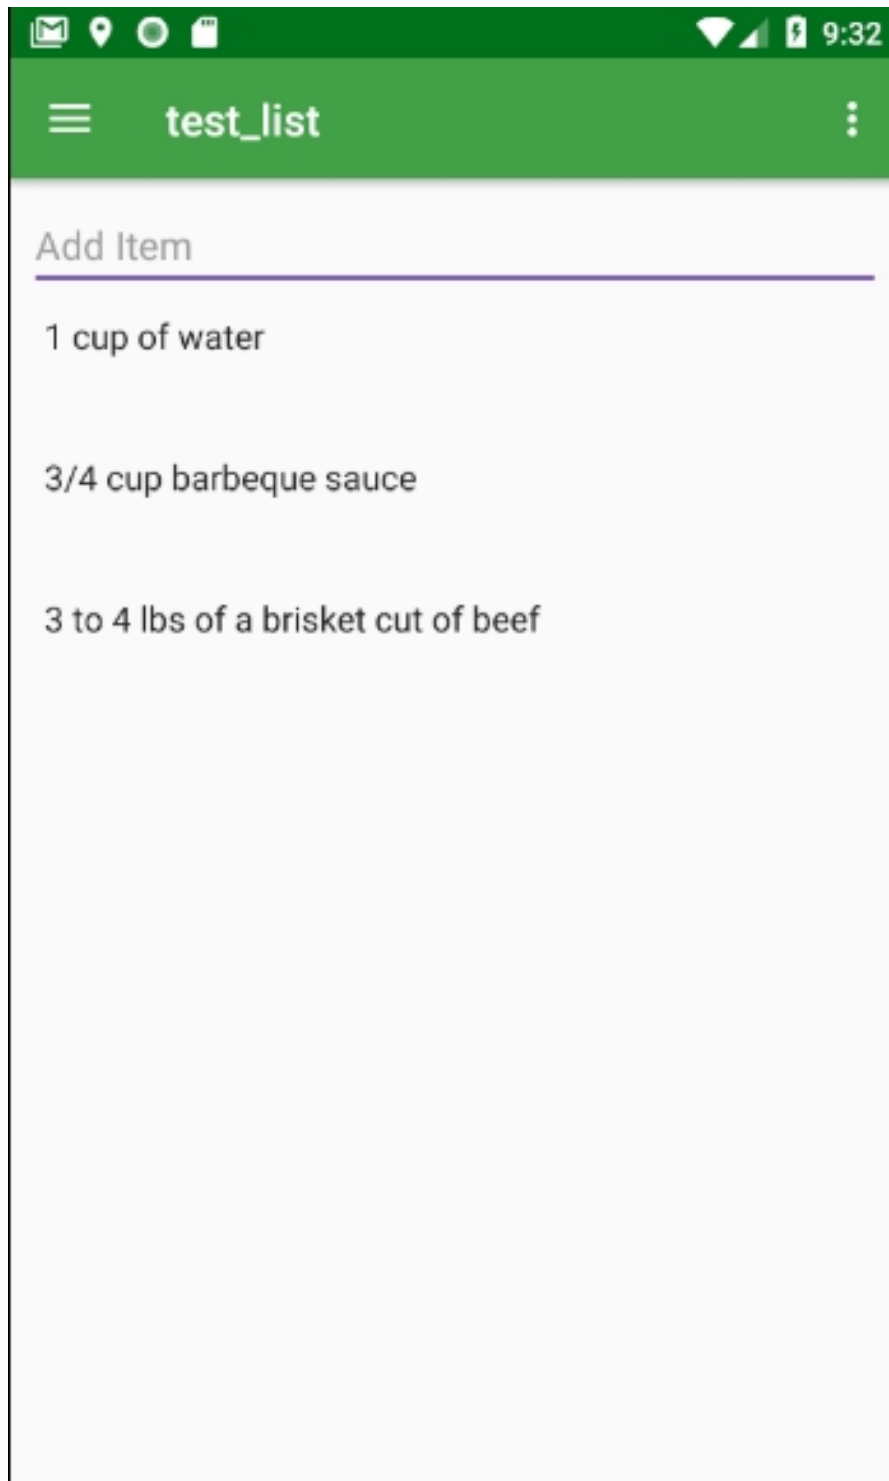 9:32
test_list
Add Item
1 cup of water
3/4 cup barbeque sauce
3 to 4 lbs of a brisket cut of beef